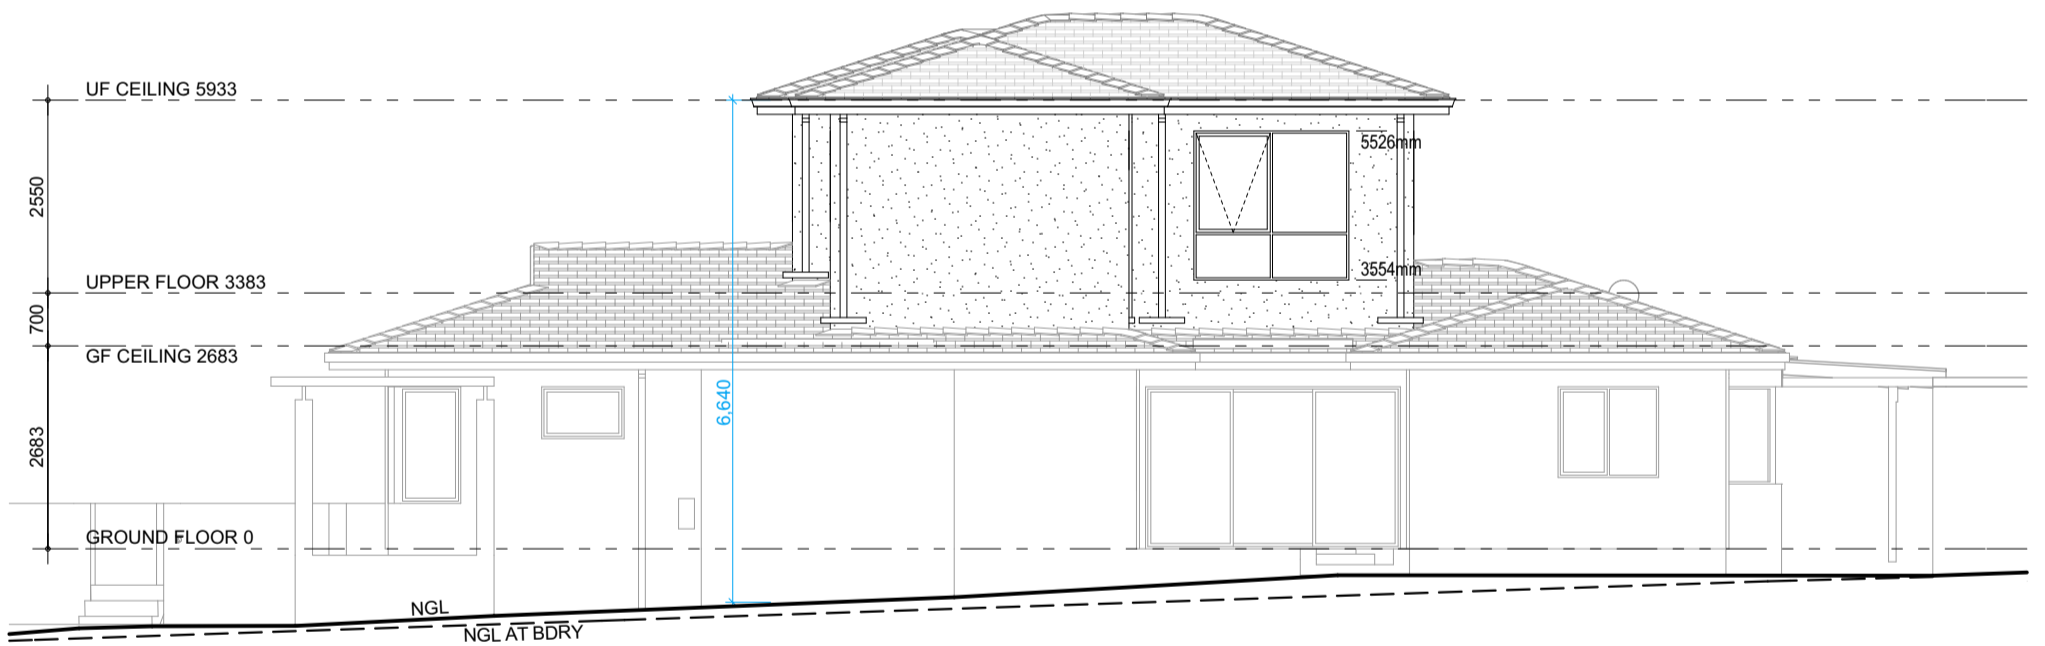 UF CEILING 5933
5526mm
2550
3554mm
UPPER FLOOR 3383
700
GF CEILING 2683
6,640
2683
GROUND FLOOR 0
NGL
NGL AT BDRY